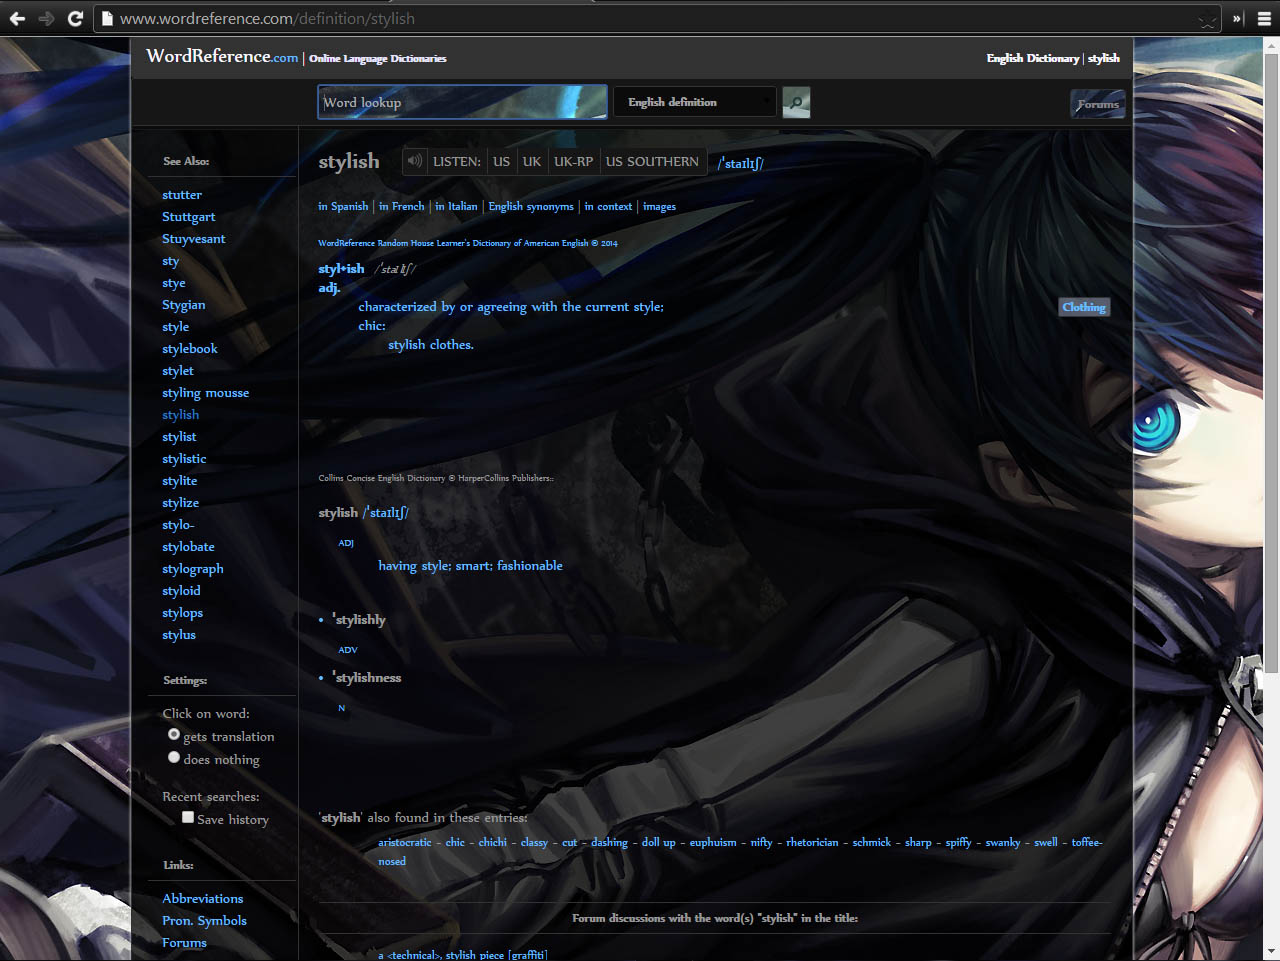 www.wordreference.com/definition/stylish
»
WordReference.com | Online Language Dictionaries
English Dictionary | stylish
Word lookup
English definition
Forums
See Also:
stutter
Stuttgart
Stuyvesant
sty
stye
Stygian
style
stylebook
stylet
styling mousse
stylish
stylist
stylistic
stylite
stylize
stylo-
stylobate
stylograph
styloid
stylops
stylus
Settings:
Click on word:
gets translation
does nothing
Recent searches:
Save history
Links:
Abbreviations
Pron. Symbols
Forums
stylish LISTEN: US UK UK-RP US SOUTHERN /ˈstaɪlɪʃ/
in Spanish | in French | in Italian | English synonyms | in context | images
WordReference Random House Learner's Dictionary of American English © 2014
styl•ish /ˈstaɪlɪʃ/
adj.
characterized by or agreeing with the current style;
Clothing
chic:
stylish clothes.
Collins Concise English Dictionary © HarperCollins Publishers::
stylish /ˈstaɪlɪʃ/
ADJ
having style; smart; fashionable
• ˈstylishly
ADV
• ˈstylishness
N
'stylish' also found in these entries:
aristocratic - chic - chichi - classy - cut - dashing - doll up - euphuism - nifty - rhetorician - schmick - sharp - spiffy - swanky - swell - toffee-
nosed
Forum discussions with the word(s) "stylish" in the title:
a <technical>, stylish piece [graffiti]